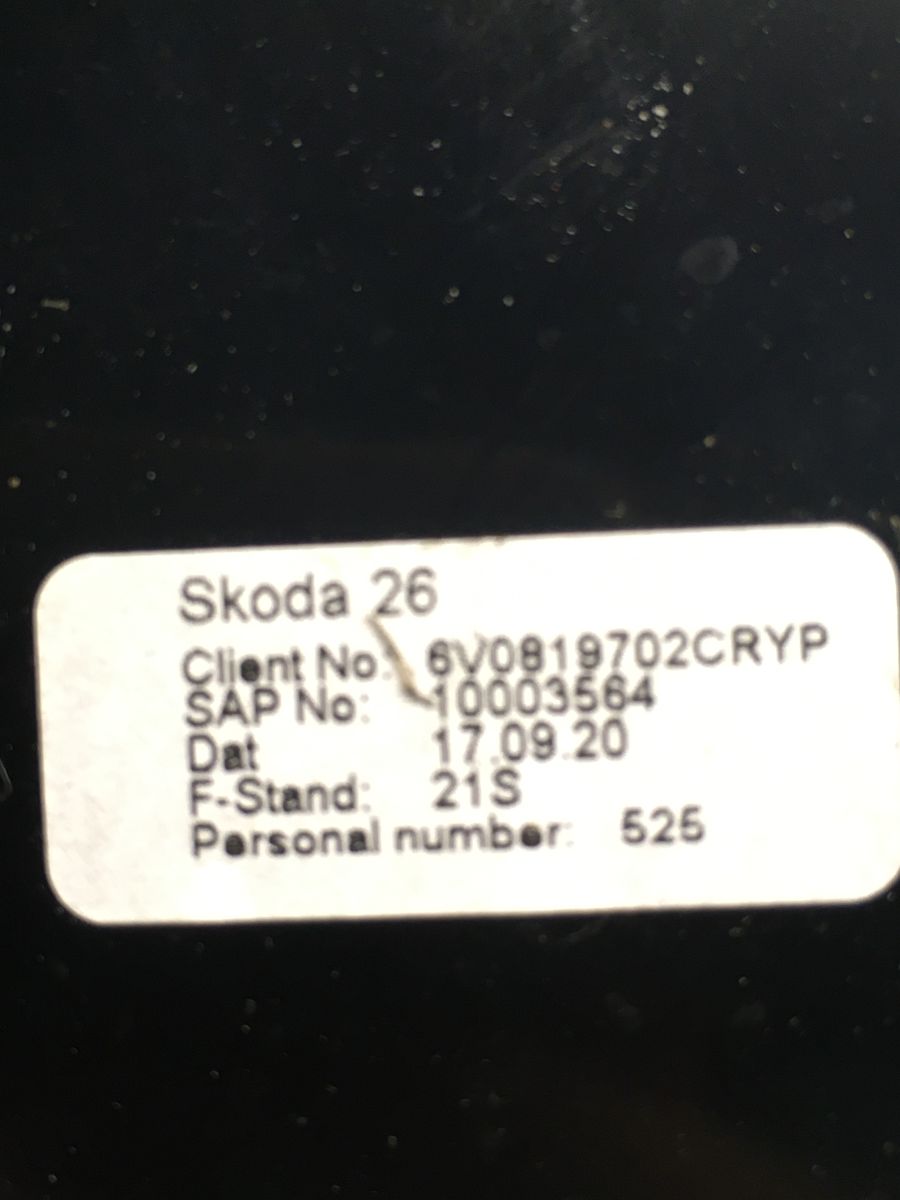 Skoda 26
Client No: 6V0819702CRYP
SAP No: 10003564
Dat 17.09.20
F-Stand: 21S
Personal number: 525